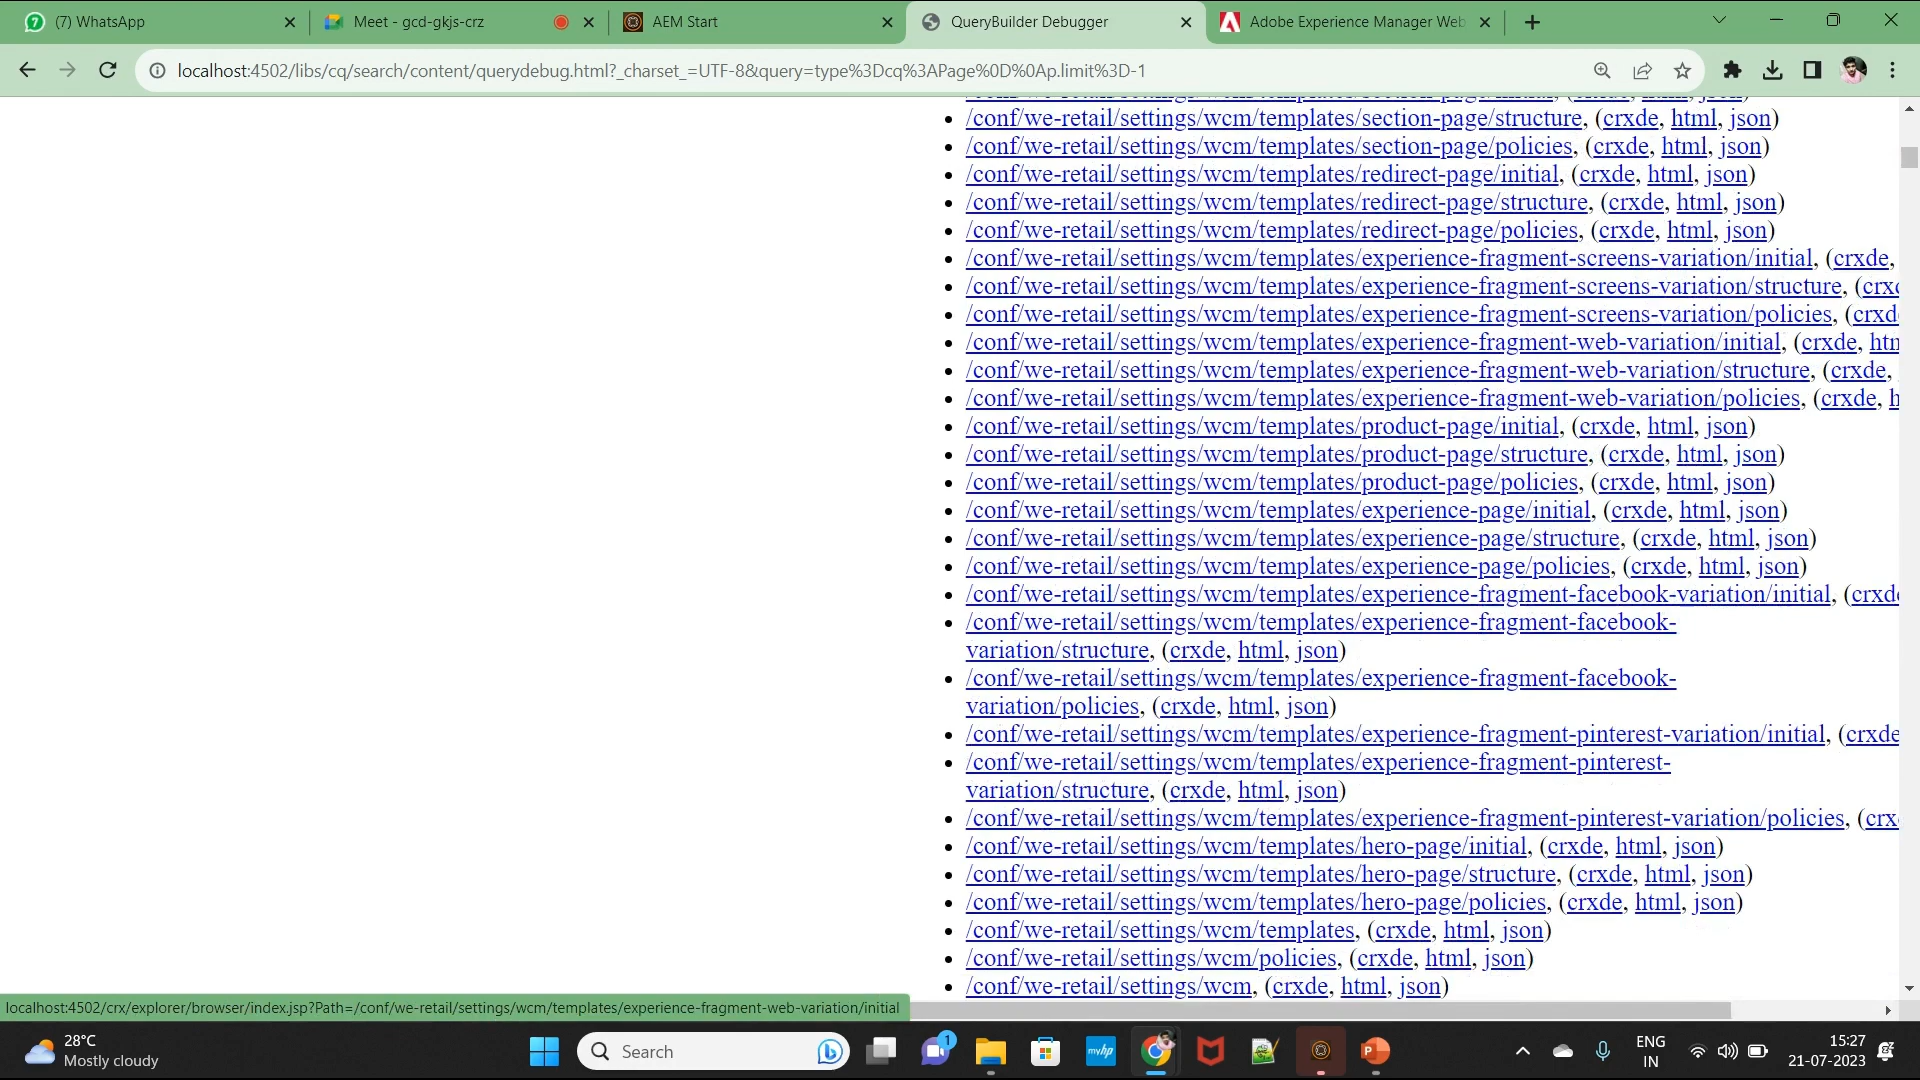 (7) WhatsApp
Meet - gcd-gkjs-crz
AEM Start
QueryBuilder Debugger
Adobe Experience Manager Web
localhost:4502/libs/cq/search/content/querydebug.html?_charset_=UTF-8&query=type%3Dcq%3APage%0D%0Ap.limit%3D-1
/conf/we-retail/settings/wcm/templates/section-page/initial, (crxde, html, json)
/conf/we-retail/settings/wcm/templates/section-page/structure, (crxde, html, json)
/conf/we-retail/settings/wcm/templates/section-page/policies, (crxde, html, json)
/conf/we-retail/settings/wcm/templates/redirect-page/initial, (crxde, html, json)
/conf/we-retail/settings/wcm/templates/redirect-page/structure, (crxde, html, json)
/conf/we-retail/settings/wcm/templates/redirect-page/policies, (crxde, html, json)
/conf/we-retail/settings/wcm/templates/experience-fragment-screens-variation/initial, (crxde,
/conf/we-retail/settings/wcm/templates/experience-fragment-screens-variation/structure, (crx
/conf/we-retail/settings/wcm/templates/experience-fragment-screens-variation/policies, (crxd
/conf/we-retail/settings/wcm/templates/experience-fragment-web-variation/initial, (crxde, htn
/conf/we-retail/settings/wcm/templates/experience-fragment-web-variation/structure, (crxde,
/conf/we-retail/settings/wcm/templates/experience-fragment-web-variation/policies, (crxde, h
/conf/we-retail/settings/wcm/templates/product-page/initial, (crxde, html, json)
/conf/we-retail/settings/wcm/templates/product-page/structure, (crxde, html, json)
/conf/we-retail/settings/wcm/templates/product-page/policies, (crxde, html, json)
/conf/we-retail/settings/wcm/templates/experience-page/initial, (crxde, html, json)
/conf/we-retail/settings/wcm/templates/experience-page/structure, (crxde, html, json)
/conf/we-retail/settings/wcm/templates/experience-page/policies, (crxde, html, json)
/conf/we-retail/settings/wcm/templates/experience-fragment-facebook-variation/initial, (crxd
/conf/we-retail/settings/wcm/templates/experience-fragment-facebook-
variation/structure, (crxde, html, json)
/conf/we-retail/settings/wcm/templates/experience-fragment-facebook-
variation/policies, (crxde, html, json)
/conf/we-retail/settings/wcm/templates/experience-fragment-pinterest-variation/initial, (crxde
/conf/we-retail/settings/wcm/templates/experience-fragment-pinterest-
variation/structure, (crxde, html, json)
/conf/we-retail/settings/wcm/templates/experience-fragment-pinterest-variation/policies, (crx
/conf/we-retail/settings/wcm/templates/hero-page/initial, (crxde, html, json)
/conf/we-retail/settings/wcm/templates/hero-page/structure, (crxde, html, json)
/conf/we-retail/settings/wcm/templates/hero-page/policies, (crxde, html, json)
/conf/we-retail/settings/wcm/templates, (crxde, html, json)
/conf/we-retail/settings/wcm/policies, (crxde, html, json)
/conf/we-retail/settings/wcm, (crxde, html, json)
localhost:4502/crx/explorer/browser/index.jsp?Path=/conf/we-retail/settings/wcm/templates/experience-fragment-web-variation/initial
28°C
Mostly cloudy
Search
1
myhp
ENG
IN
15:27
21-07-2023